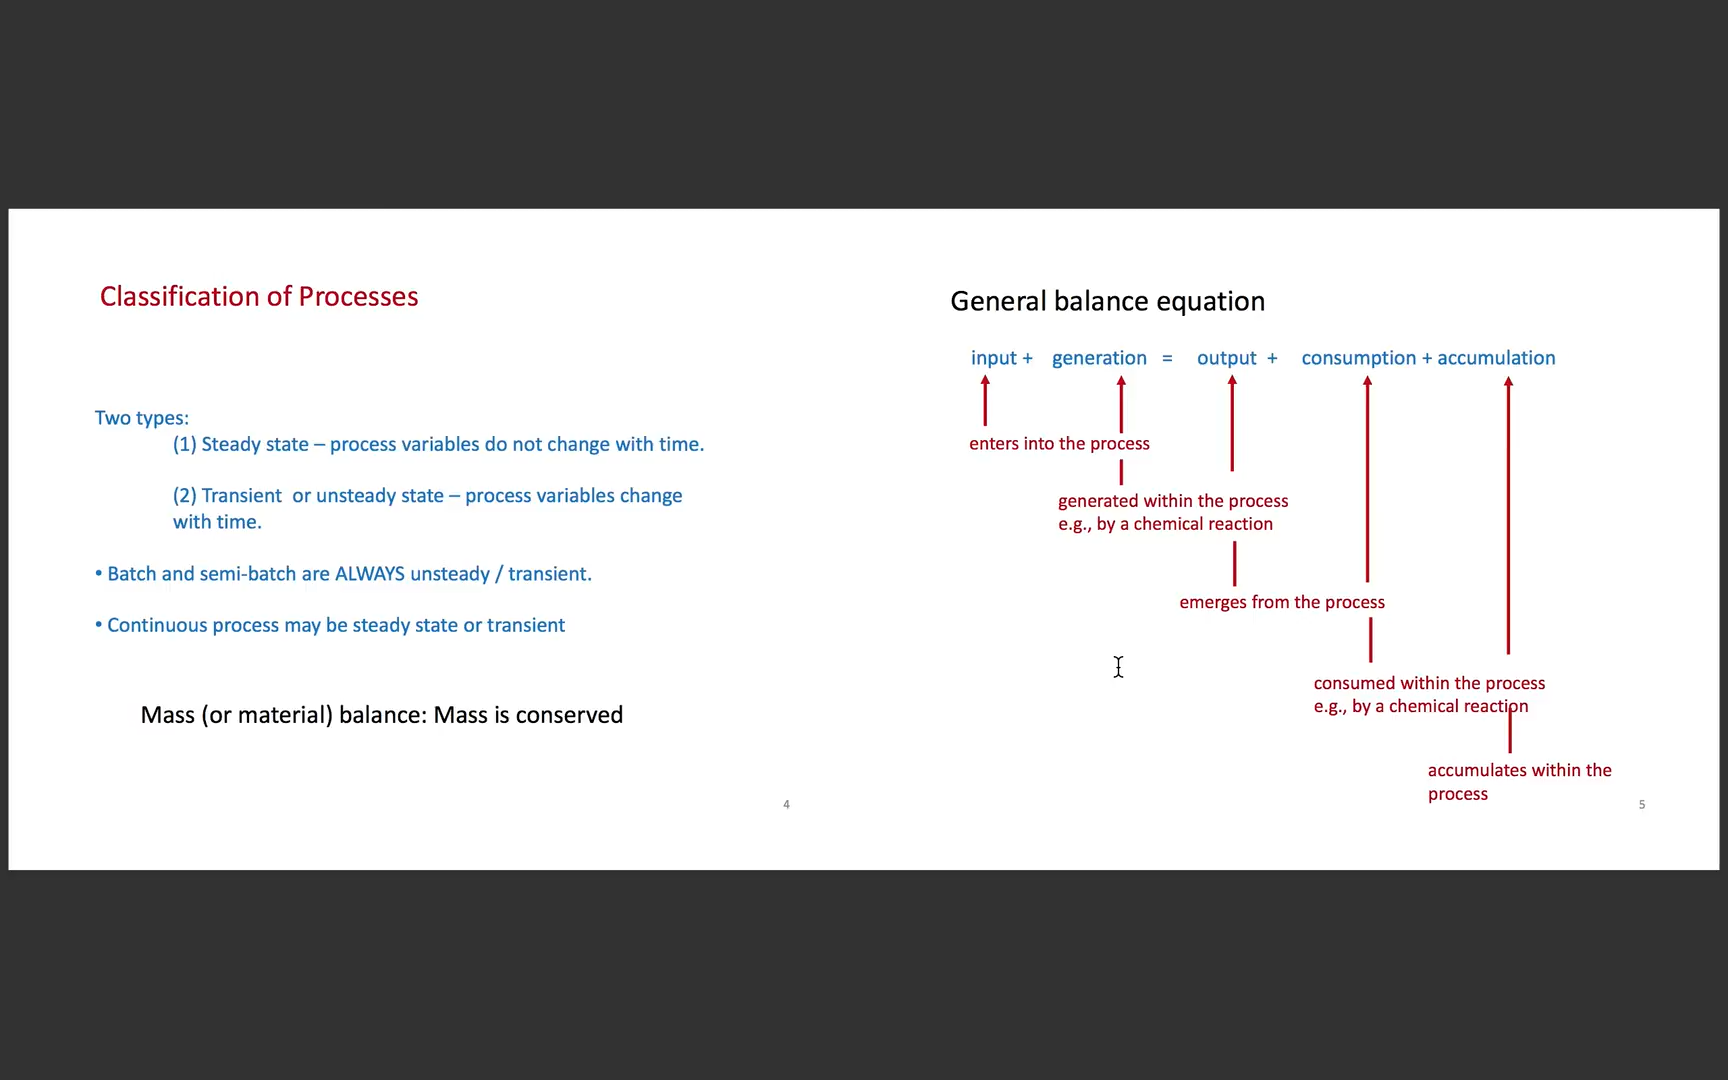 Classification of Processes
Two types:
(1) Steady state – process variables do not change with time.
(2) Transient  or unsteady state – process variables change
with time.
• Batch and semi-batch are ALWAYS unsteady / transient.
• Continuous process may be steady state or transient
Mass (or material) balance: Mass is conserved
4
General balance equation
input + generation = output + consumption + accumulation
enters into the process
generated within the process
e.g., by a chemical reaction
emerges from the process
consumed within the process
e.g., by a chemical reaction
accumulates within the
process
5